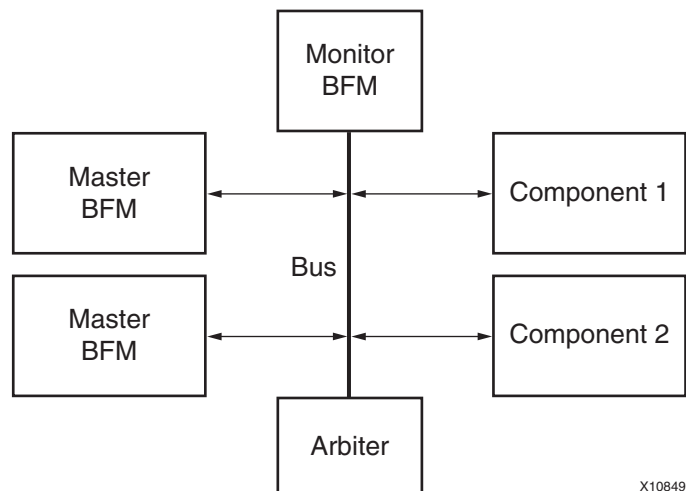 Monitor
BFM
Master
BFM
Component 1
Bus
Master
BFM
Component 2
Arbiter
X10849